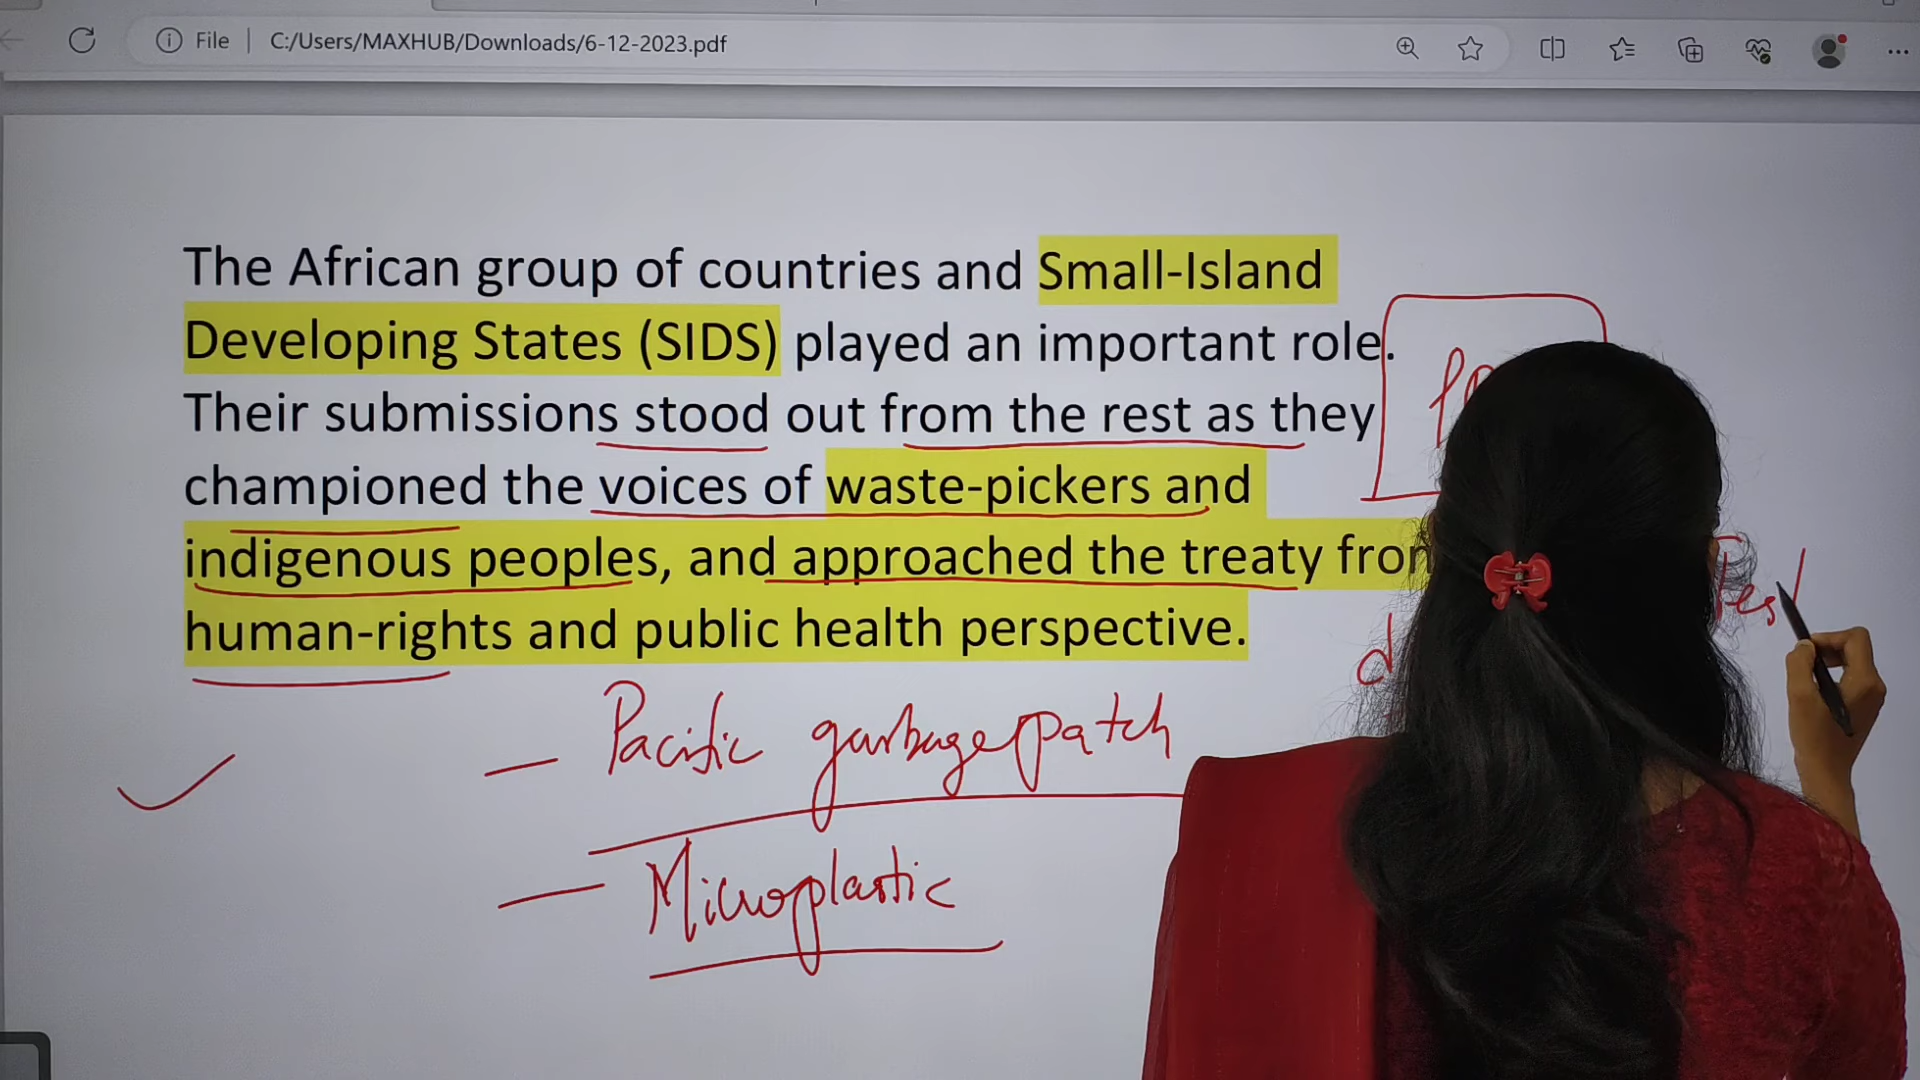 File C:/Users/MAXHUB/Downloads/6-12-2023.pdf
The African group of countries and Small-Island
Developing States (SIDS) played an important role.
Their submissions stood out from the rest as they
championed the voices of waste-pickers and
indigenous peoples, and approached the treaty from
human-rights and public health perspective.
Pacific garbage patch
Microplastic